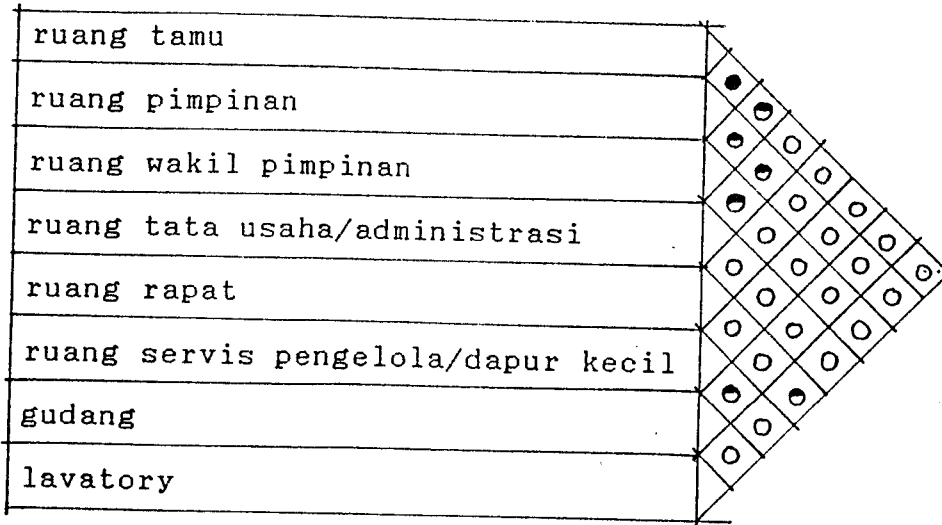 ruang tamu
ruang pimpinan
ruang wakil pimpinan
ruang tata usaha/administrasi
ruang rapat
ruang servis pengelola/dapur kecil
gudang
lavatory